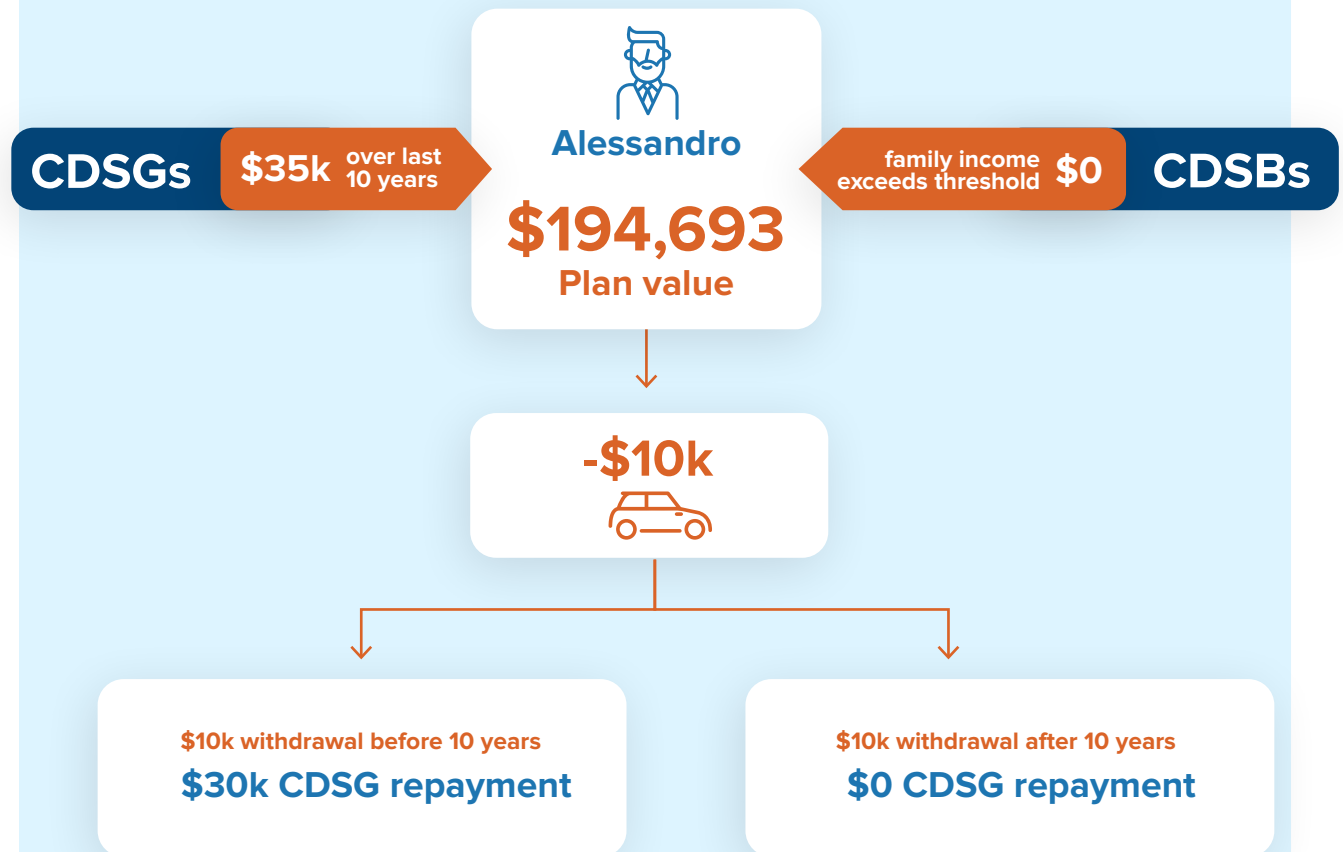 Alessandro
CDSGs
$35k
over last
10 years
family income
exceeds threshold
$0
CDSBs
$194,693
Plan value
-$10k
$10k withdrawal before 10 years
$30k CDSG repayment
$10k withdrawal after 10 years
$0 CDSG repayment